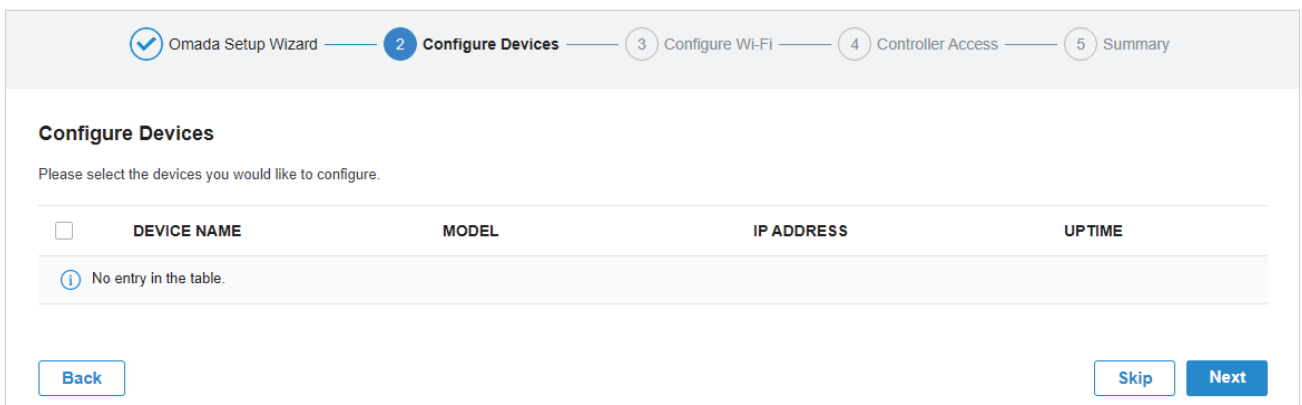 Omada Setup Wizard 2 Configure Devices 3 Configure Wi-Fi 4 Controller Access 5 Summary
Configure Devices
Please select the devices you would like to configure.
DEVICE NAME MODEL IP ADDRESS UPTIME
No entry in the table.
Back Skip Next